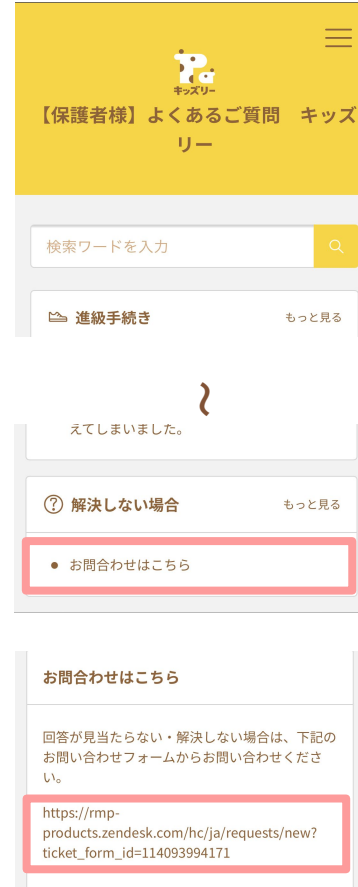 キッズリー
【保護者様】よくあるご質問　キッズ
リー
検索ワードを入力
進級手続き
もっと見る
〜
えてしまいました。
解決しない場合
もっと見る
• お問合わせはこちら
お問合わせはこちら
回答が見当たらない・解決しない場合は、下記の
お問い合わせフォームからお問い合わせくださ
い。
https://rmp-
products.zendesk.com/hc/ja/requests/new?
ticket_form_id=114093994171